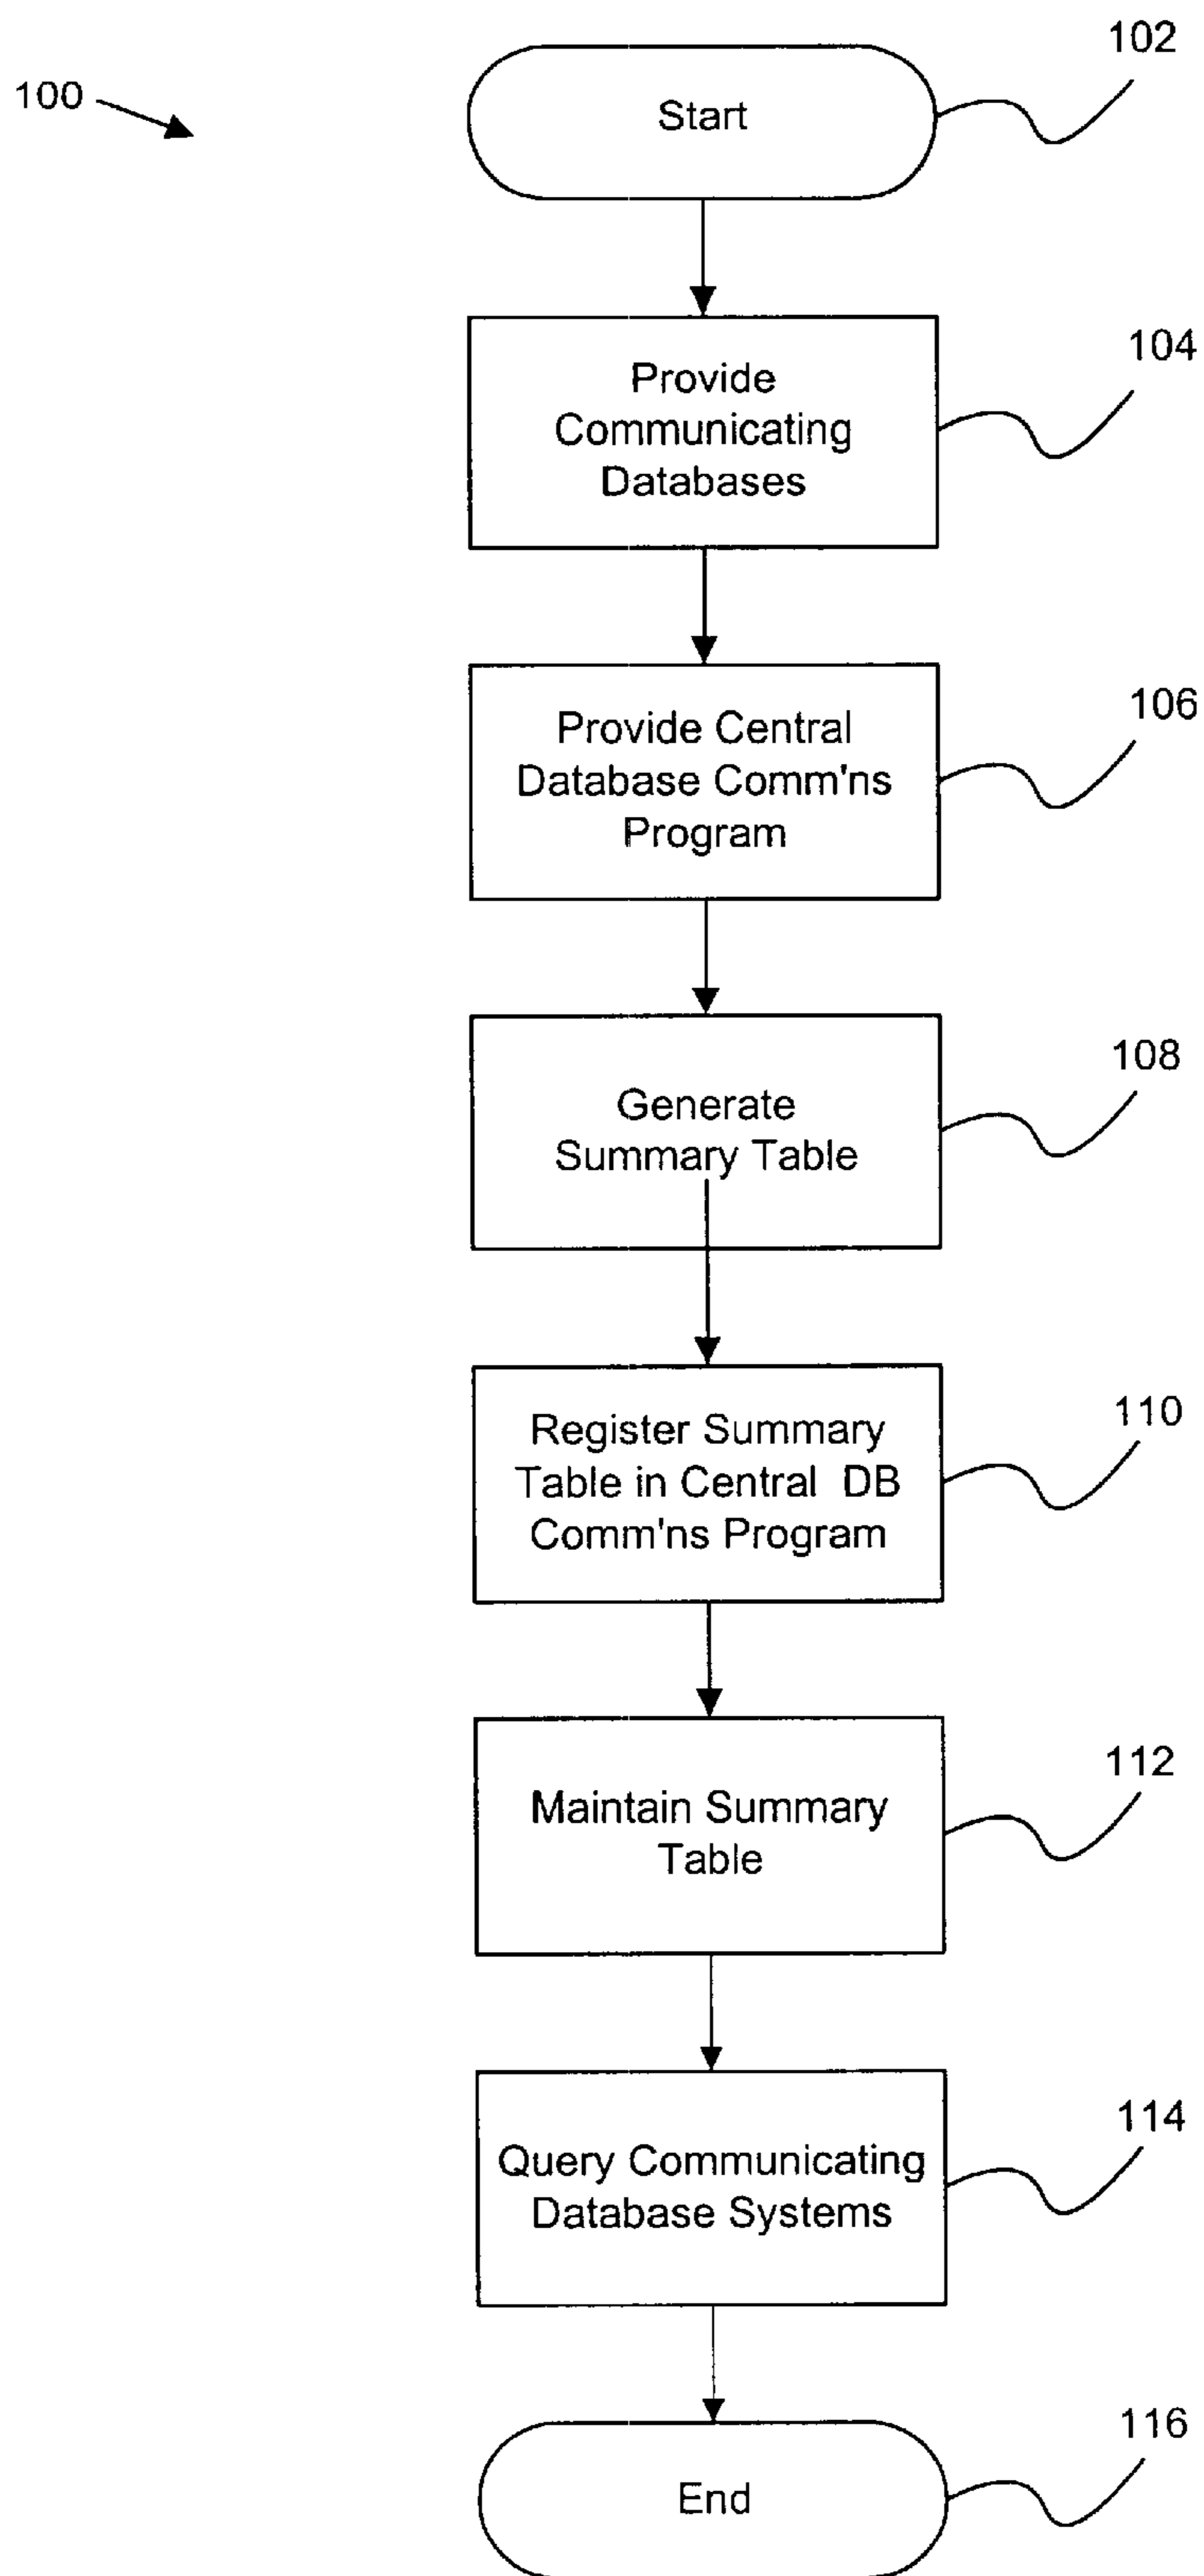 102
100
Start
104
Provide
Communicating
Databases
106
Provide Central
Database Comm'ns
Program
108
Generate
Summary Table
110
Register Summary
Table in Central DB
Comm'ns Program
112
Maintain Summary
Table
114
Query Communicating
Database Systems
116
End